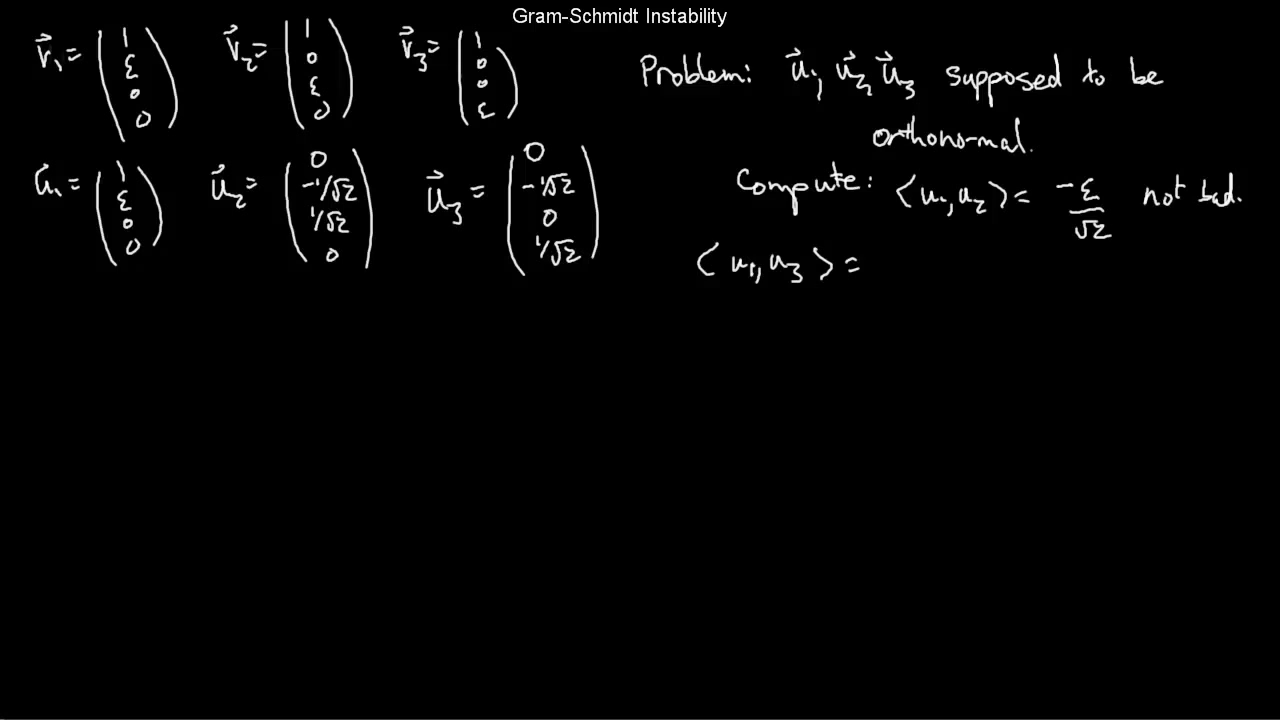 Gram-Schmidt Instability
v⃗₁ = (1, ε, 0, 0) v⃗₂ = (1, 0, ε, 0) v⃗₃ = (1, 0, 0, ε)
Problem: u⃗₁, u⃗₂, u⃗₃ supposed to be
orthonormal.
u⃗₁ = (1, ε, 0, 0) u⃗₂ = (0, -1/√2, 1/√2, 0) u⃗₃ = (0, -1/√2, 0, 1/√2)
Compute: ⟨u₁, u₂⟩ = -ε/√2 not bad.
⟨u₁, u₃⟩ =